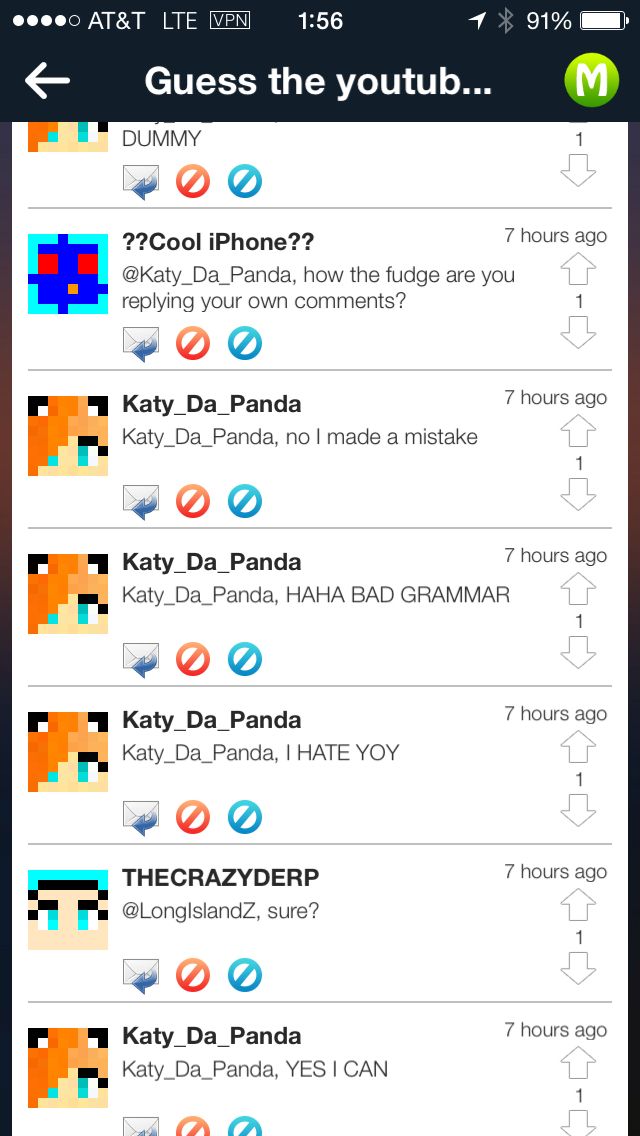 AT&T LTE VPN 1:56 91%
Guess the youtub... M
DUMMY
1
??Cool iPhone?? 7 hours ago
@Katy_Da_Panda, how the fudge are you
replying your own comments?
1
Katy_Da_Panda 7 hours ago
Katy_Da_Panda, no I made a mistake
1
Katy_Da_Panda 7 hours ago
Katy_Da_Panda, HAHA BAD GRAMMAR
1
Katy_Da_Panda 7 hours ago
Katy_Da_Panda, I HATE YOY
1
THECRAZYDERP 7 hours ago
@LongIslandZ, sure?
1
Katy_Da_Panda 7 hours ago
Katy_Da_Panda, YES I CAN
1